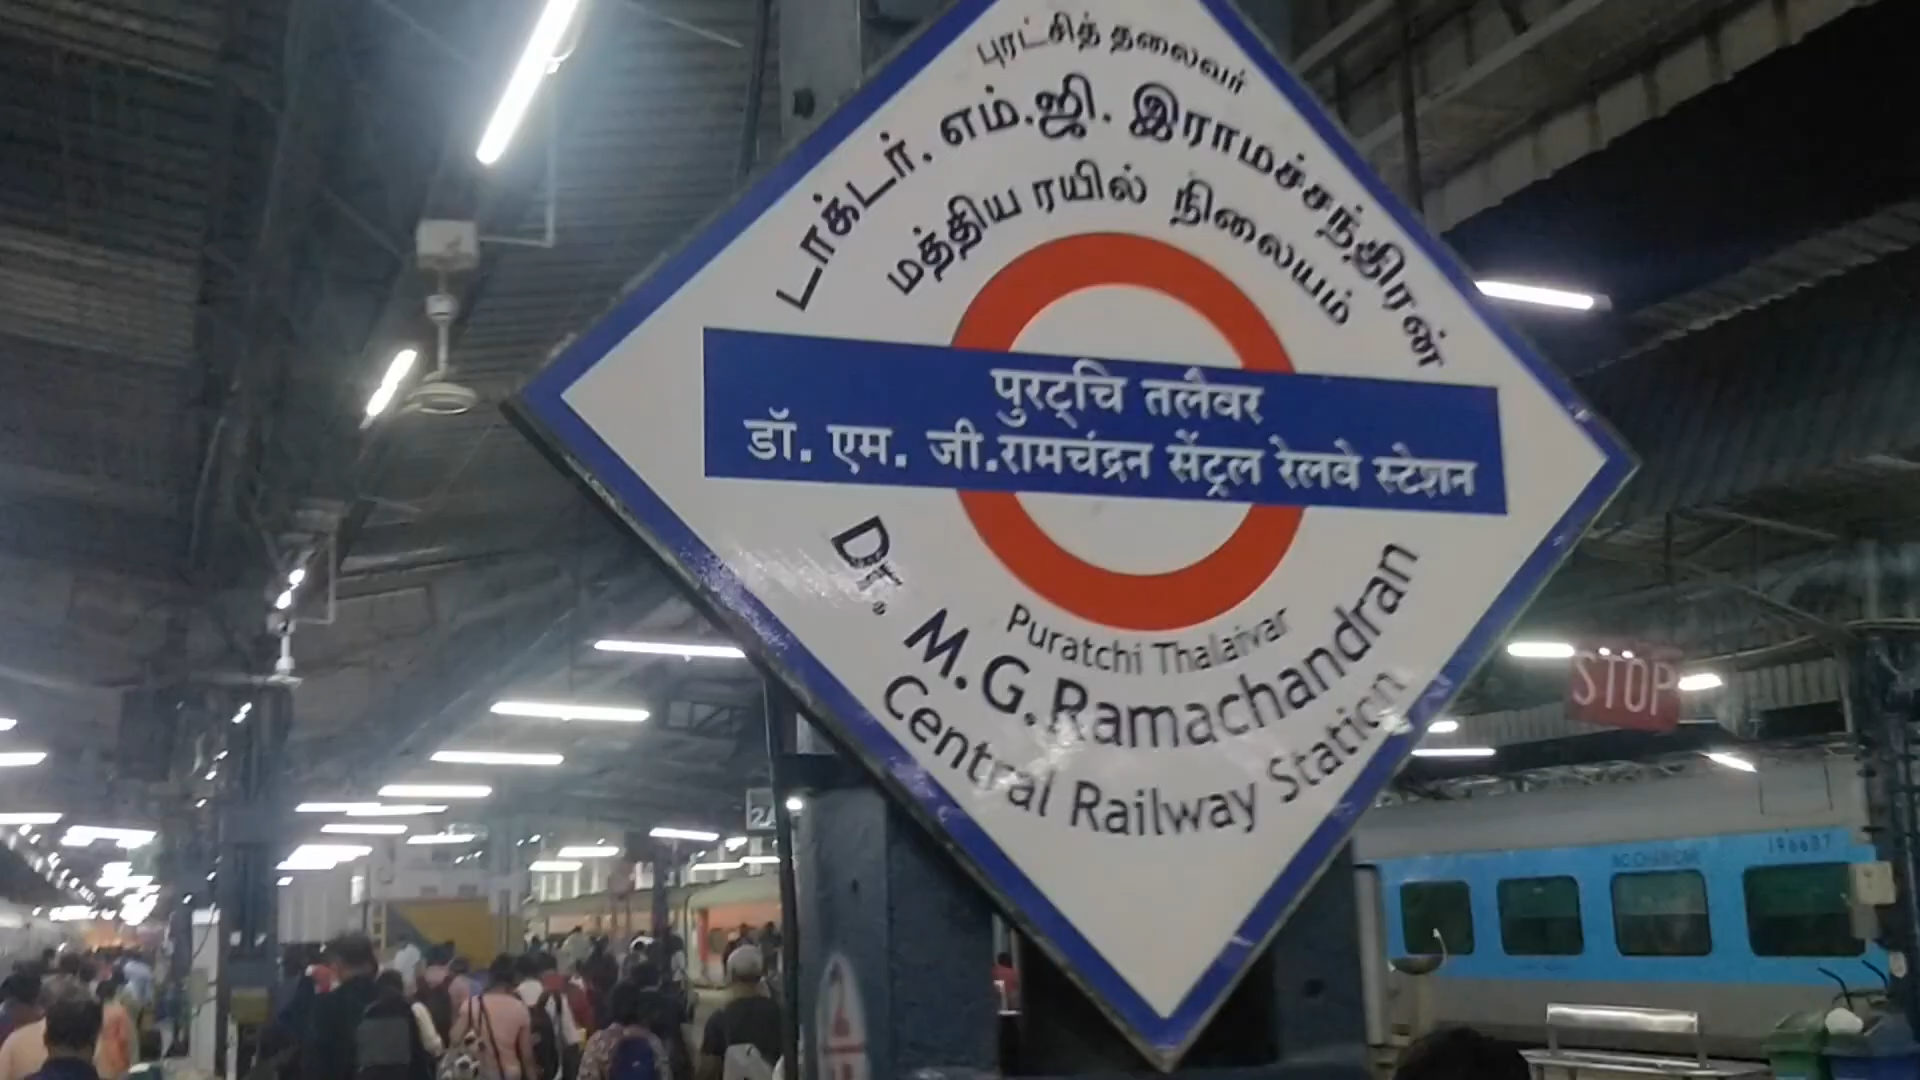 புரட்சித் தலைவர்
டாக்டர். எம்.ஜி. இராமச்சந்திரன்
மத்திய ரயில் நிலையம்
पुरट्चि तलैवर
डॉ. एम. जी.रामचंद्रन सेंट्रल रेलवे स्टेशन
Puratchi Thalaivar
Dr. M.G.Ramachandran
Central Railway Station
STOP